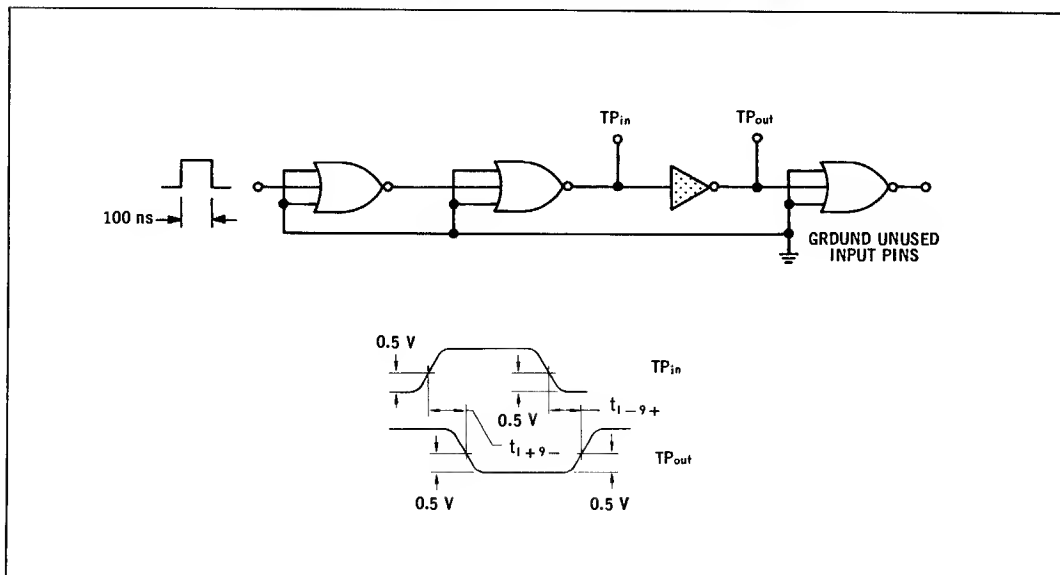 TPin
TPout
100 ns
GROUND UNUSED
INPUT PINS
0.5 V
TPin
0.5 V
t1-9+
t1+9-
TPout
0.5 V
0.5 V